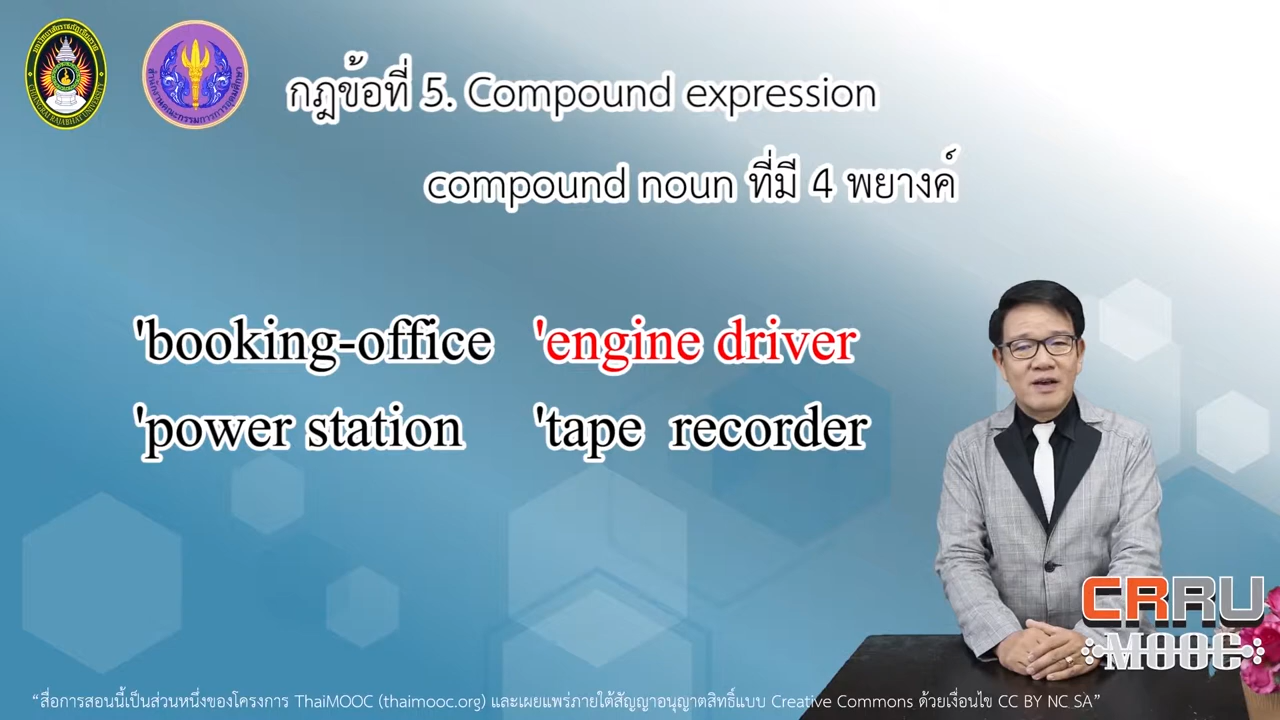 กฎข้อที่ 5. Compound expression
compound noun ที่มี 4 พยางค์
'booking-office 'engine driver
'power station 'tape  recorder
CRRU
MOOC
“สื่อการสอนนี้เป็นส่วนหนึ่งของโครงการ ThaiMOOC (thaimooc.org) และเผยแพร่ภายใต้สัญญาอนุญาตสิทธิ์แบบ Creative Commons ด้วยเงื่อนไข CC BY NC SA”